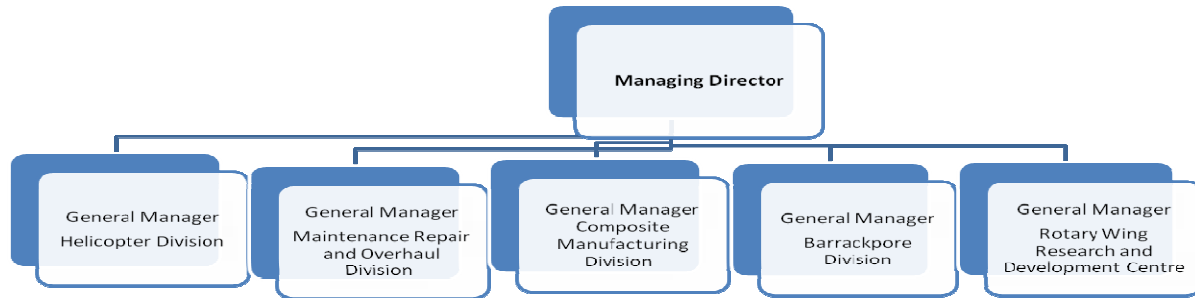 Managing Director
General Manager
Helicopter Division
General Manager
Maintenance Repair
and Overhaul
Division
General Manager
Composite
Manufacturing
Division
General Manager
Barrackpore
Division
General Manager
Rotary Wing
Research and
Development Centre